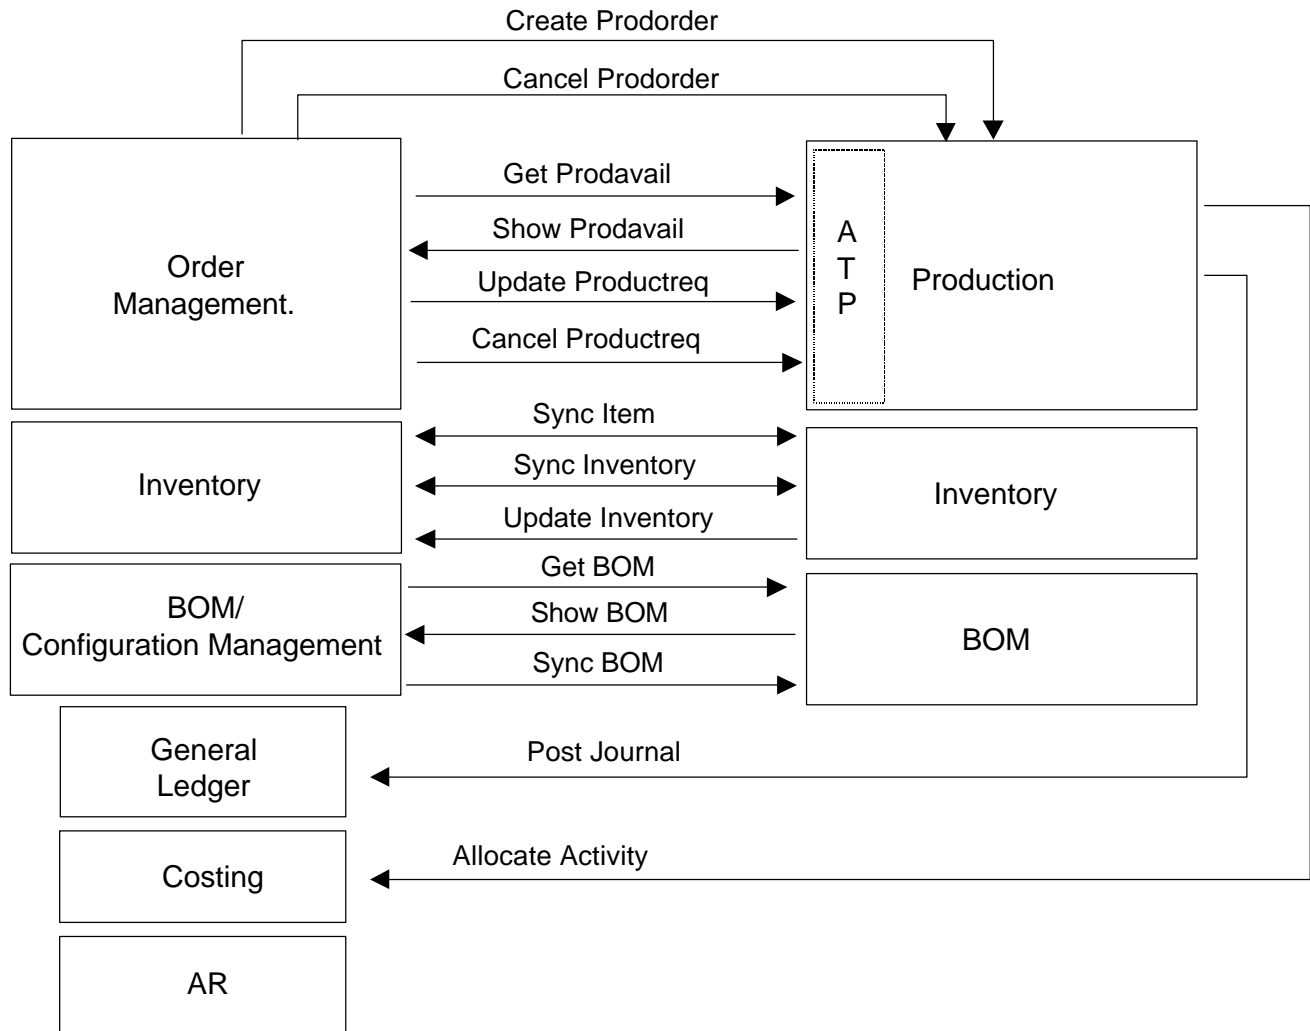 Create Prodorder
Cancel Prodorder
Get Prodavail
Show Prodavail
Update Productreq
Cancel Productreq
Order
Management.
A
T
P
Production
Sync Item
Sync Inventory
Update Inventory
Inventory
Inventory
Get BOM
Show BOM
Sync BOM
BOM/
Configuration Management
BOM
General
Ledger
Post Journal
Costing
Allocate Activity
AR